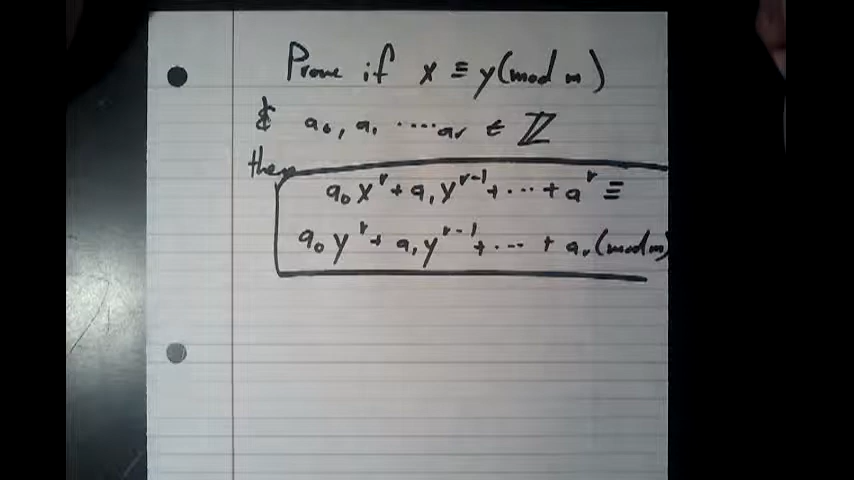 Prove if x ≡ y (mod m)
& a₀, a₁ ....aᵣ ∈ ℤ
then
a₀xʳ + a₁yʳ⁻¹ + ... + aʳ ≡
a₀yʳ + a₁yʳ⁻¹ + ... + aᵣ (mod m)